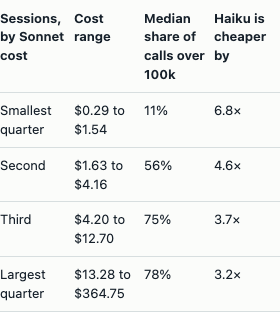 Sessions, by Sonnet cost | Cost range | Median share of calls over 100k | Haiku is cheaper by
Smallest quarter | $0.29 to $1.54 | 11% | 6.8×
Second | $1.63 to $4.16 | 56% | 4.6×
Third | $4.20 to $12.70 | 75% | 3.7×
Largest quarter | $13.28 to $364.75 | 78% | 3.2×